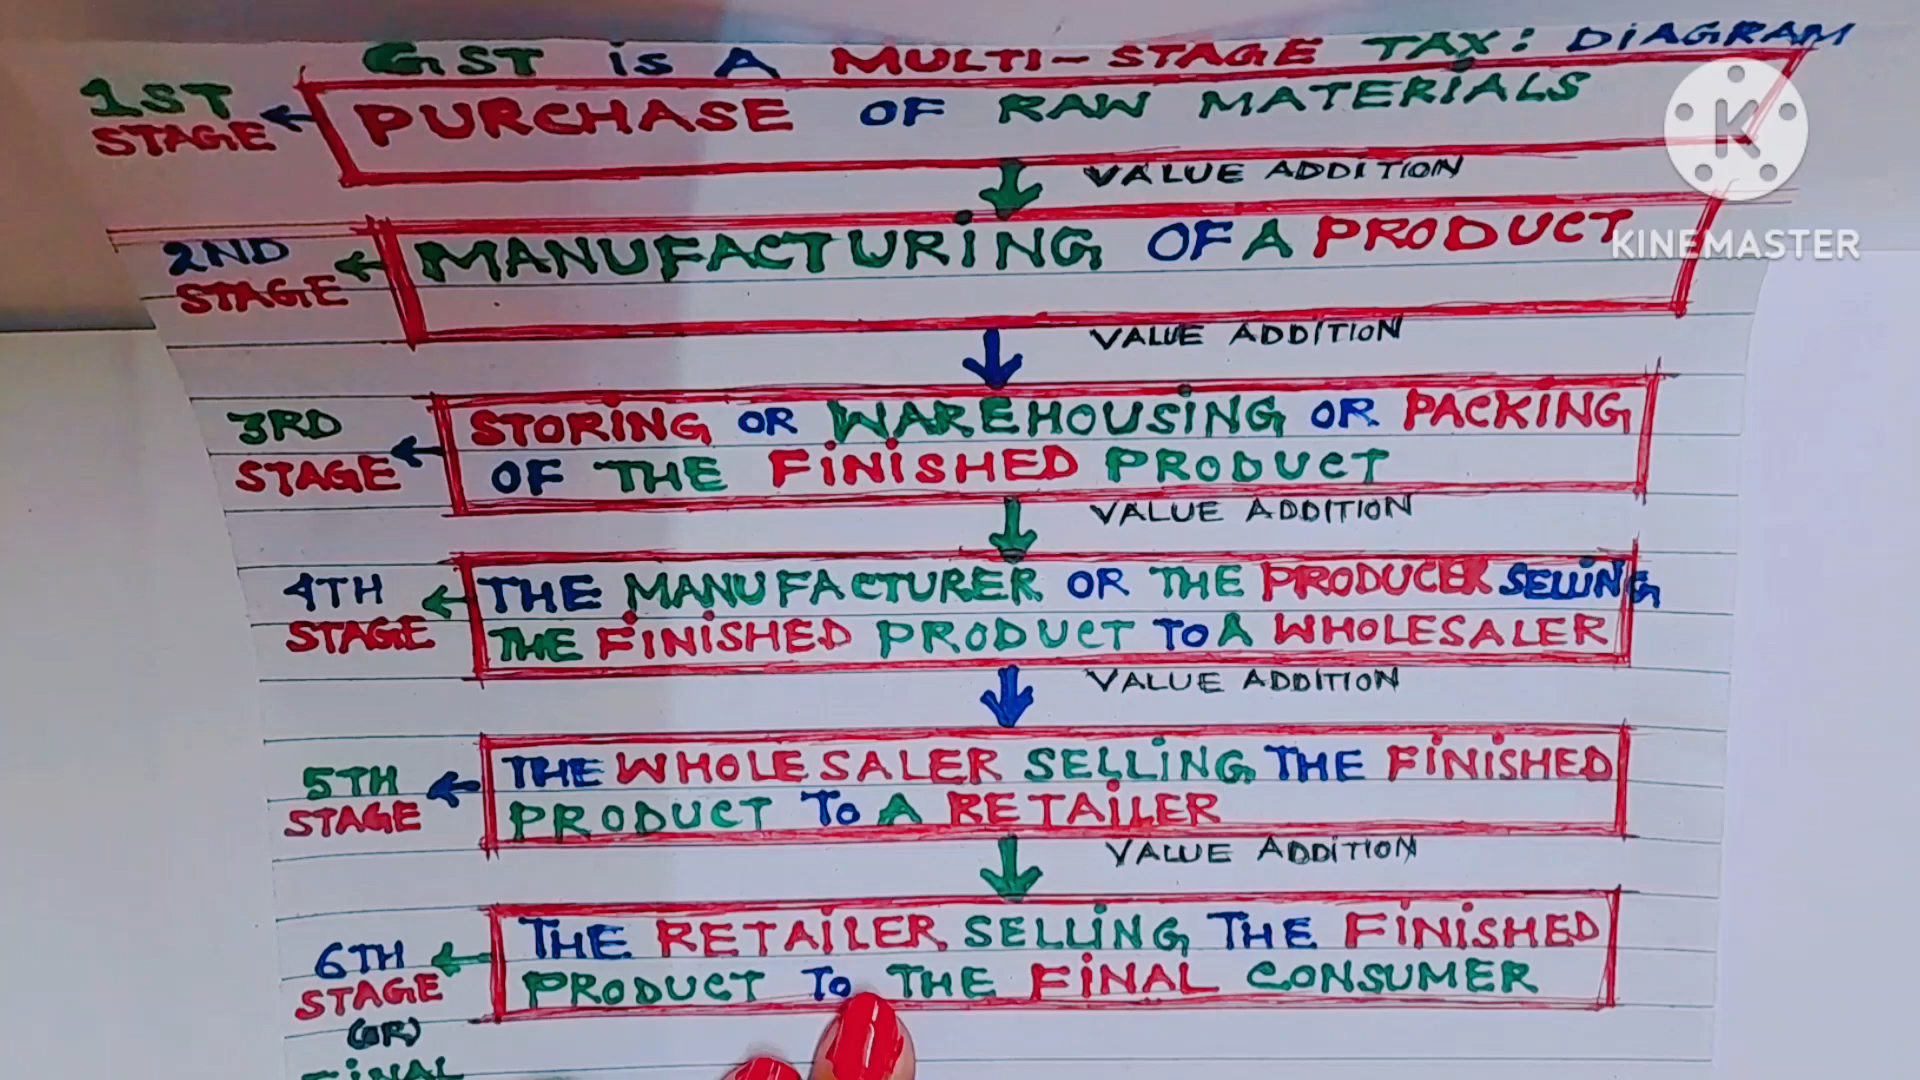 GST is A MULTI-STAGE TAX: DiAGRAM
1ST STAGE
PURCHASE OF RAW MATERiALS
VALUE ADDITION
2ND STAGE
MANUFACTURiNG OF A PRODUCT
KINEMASTER
VALUE ADDITION
3RD STAGE
STORiNG OR WAREHOUSiNG OR PACKING
OF THE FiNiSHED PRODUCT
VALUE ADDITION
4TH STAGE
THE MANUFACTURER OR THE PRODUCER SELLING
THE FiNiSHED PRODUCT TO A WHOLESALER
VALUE ADDITION
5TH STAGE
THE WHOLESALER SELLiNG THE FiNiSHED
PRODUCT TO A RETAiLER
VALUE ADDiTiON
6TH STAGE
(OR)
FiNAL
THE RETAiLER SELLiNG THE FiNiSHED
PRODUCT TO THE FiNAL CONSUMER